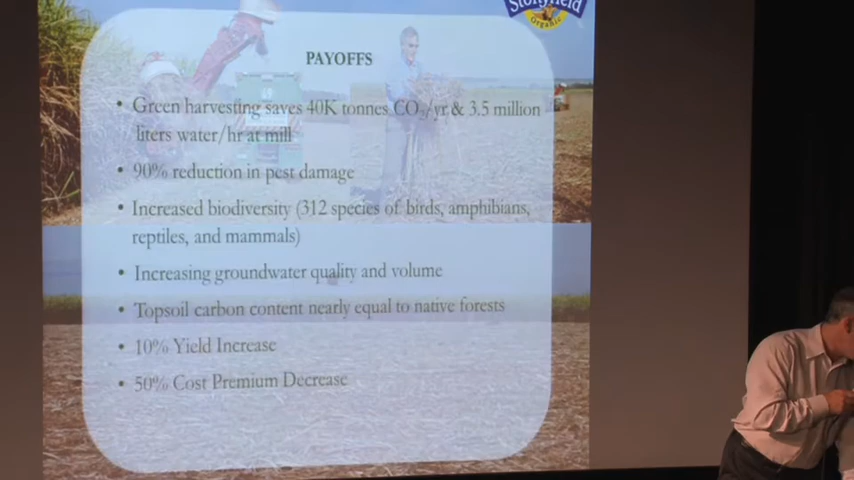 Stonyfield
Organic
PAYOFFS
• Green harvesting saves 40K tonnes CO₂/yr & 3.5 million
liters water/hr at mill
• 90% reduction in pest damage
• Increased biodiversity (312 species of birds, amphibians,
reptiles, and mammals)
• Increasing groundwater quality and volume
• Topsoil carbon content nearly equal to native forests
• 10% Yield Increase
• 50% Cost Premium Decrease